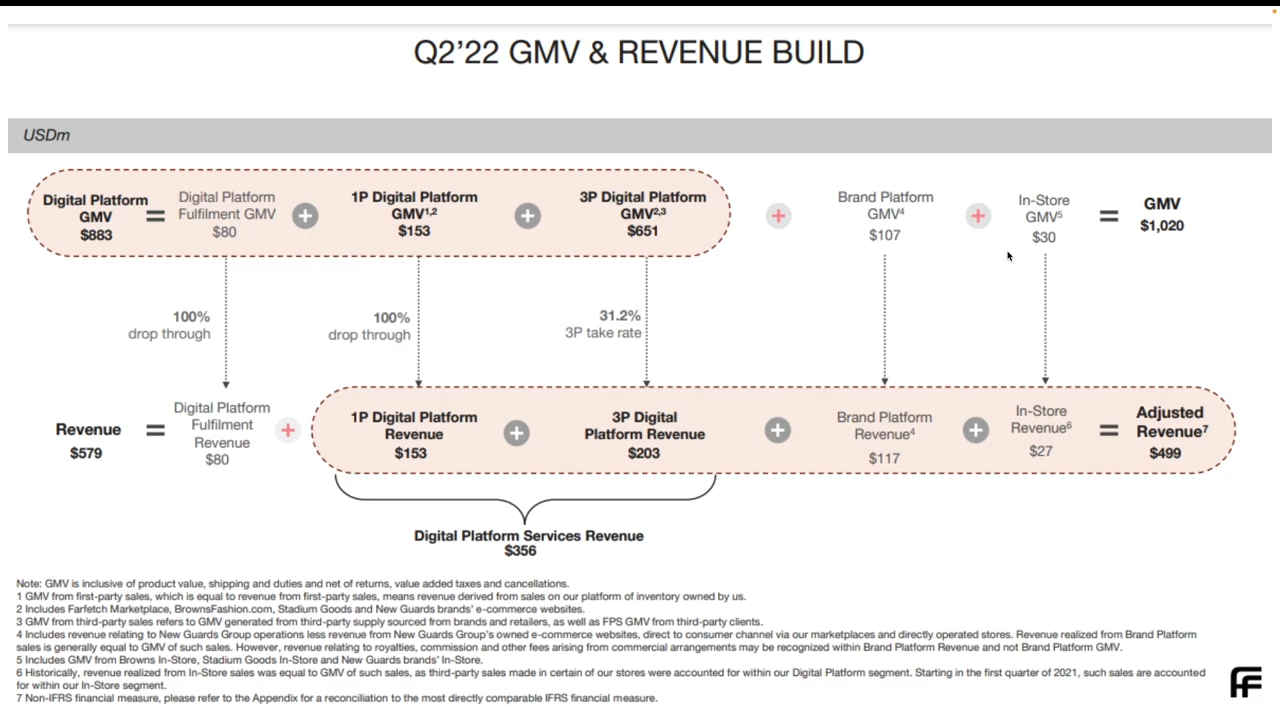 Q2’22 GMV & REVENUE BUILD
USDm
Digital Platform
GMV
$883
=
Digital Platform
Fulfilment GMV
$80
+
1P Digital Platform
GMV1,2
$153
+
3P Digital Platform
GMV2,3
$651
+
Brand Platform
GMV4
$107
+
In-Store
GMV5
$30
=
GMV
$1,020
100%
drop through
100%
drop through
31.2%
3P take rate
Revenue
$579
=
Digital Platform
Fulfilment
Revenue
$80
+
1P Digital Platform
Revenue
$153
+
3P Digital
Platform Revenue
$203
+
Brand Platform
Revenue4
$117
+
In-Store
Revenue6
$27
=
Adjusted
Revenue7
$499
Digital Platform Services Revenue
$356
Note: GMV is inclusive of product value, shipping and duties and net of returns, value added taxes and cancellations.
1 GMV from first-party sales, which is equal to revenue from first-party sales, means revenue derived from sales on our platform of inventory owned by us.
2 Includes Farfetch Marketplace, BrownsFashion.com, Stadium Goods and New Guards brands’ e-commerce websites.
3 GMV from third-party sales refers to GMV generated from third-party supply sourced from brands and retailers, as well as FPS GMV from third-party clients.
4 Includes revenue relating to New Guards Group operations less revenue from New Guards Group’s owned e-commerce websites, direct to consumer channel via our marketplaces and directly operated stores. Revenue realized from Brand Platform
sales is generally equal to GMV of such sales. However, revenue relating to royalties, commission and other fees arising from commercial arrangements may be recognized within Brand Platform Revenue and not Brand Platform GMV.
5 Includes GMV from Browns In-Store, Stadium Goods In-Store and New Guards brands’ In-Store.
6 Historically, revenue realized from In-Store sales was equal to GMV of such sales, as third-party sales made in certain of our stores were accounted for within our Digital Platform segment. Starting in the first quarter of 2021, such sales are accounted
for within our In-Store segment.
7 Non-IFRS financial measure, please refer to the Appendix for a reconciliation to the most directly comparable IFRS financial measure.